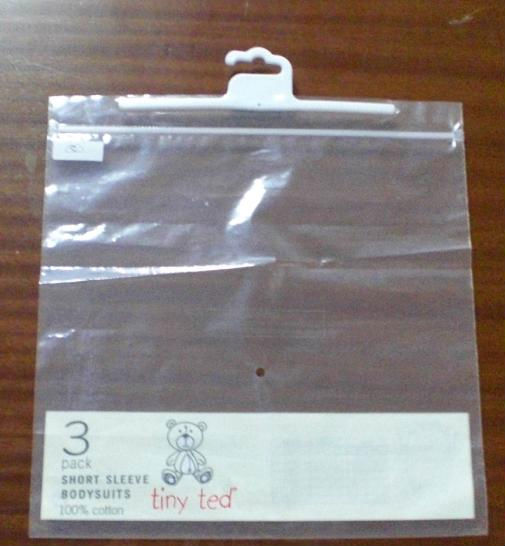 3
pack
SHORT SLEEVE
BODYSUITS
100% cotton
tiny ted